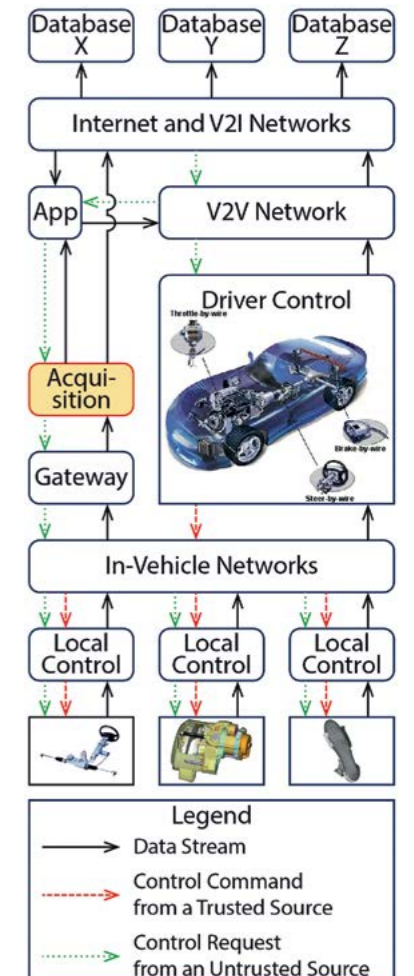 Database
X
Database
Y
Database
Z
Internet and V2I Networks
App
V2V Network
Driver Control
Throttle-by-wire
Brake-by-wire
Steer-by-wire
Acqui-
sition
Gateway
In-Vehicle Networks
Local
Control
Local
Control
Local
Control
Legend
Data Stream
Control Command
from a Trusted Source
Control Request
from an Untrusted Source